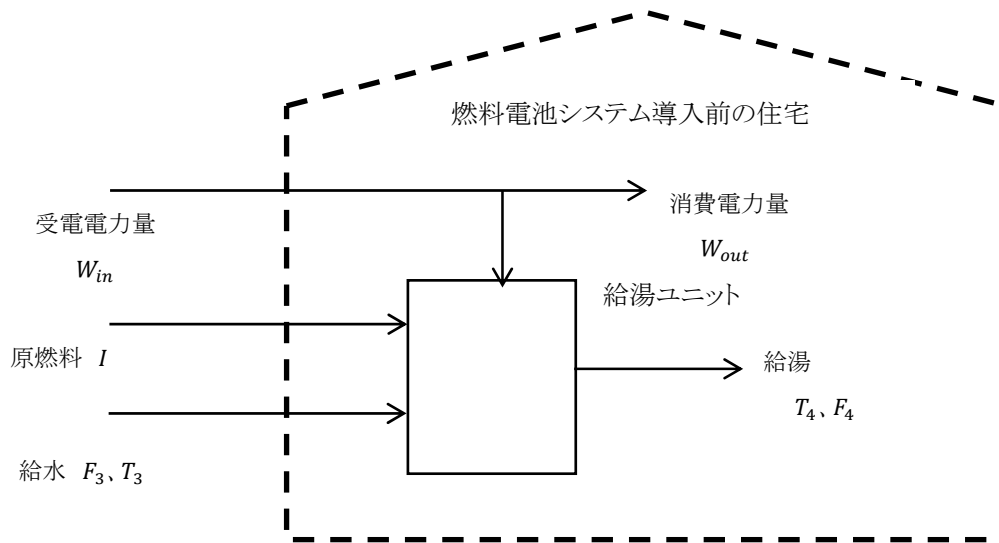 燃料電池システム導入前の住宅
受電電力量
W_in
消費電力量
W_out
給湯ユニット
原燃料 I
給湯
T_4、F_4
給水 F_3、T_3